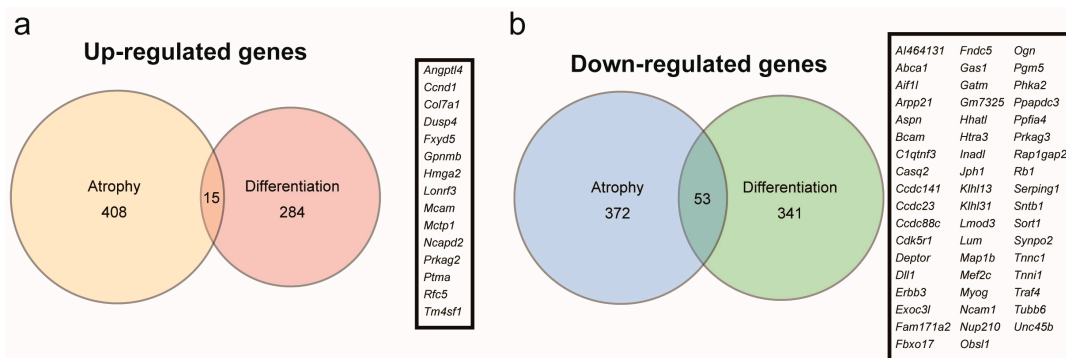 a
Up-regulated genes
Atrophy
408
15
Differentiation
284
Angptl4
Ccnd1
Col7a1
Dusp4
Fxyd5
Gpnmb
Hmga2
Lonrf3
Mcam
Mctp1
Ncapd2
Prkag2
Ptma
Rfc5
Tm4sf1
b
Down-regulated genes
Atrophy
372
53
Differentiation
341
AI464131 Fndc5 Ogn
Abca1 Gas1 Pgm5
Aif1l Gatm Phka2
Arpp21 Gm7325 Ppapdc3
Aspn Hhatl Ppfia4
Bcam Htra3 Prkag3
C1qtnf3 Inadl Rap1gap2
Casq2 Jph1 Rb1
Ccdc141 Klhl13 Serping1
Ccdc23 Klhl31 Sntb1
Ccdc88c Lmod3 Sort1
Cdk5r1 Lum Synpo2
Deptor Map1b Tnnc1
Dll1 Mef2c Tnni1
Erbb3 Myog Traf4
Exoc3l Ncam1 Tubb6
Fam171a2 Nup210 Unc45b
Fbxo17 Obsl1